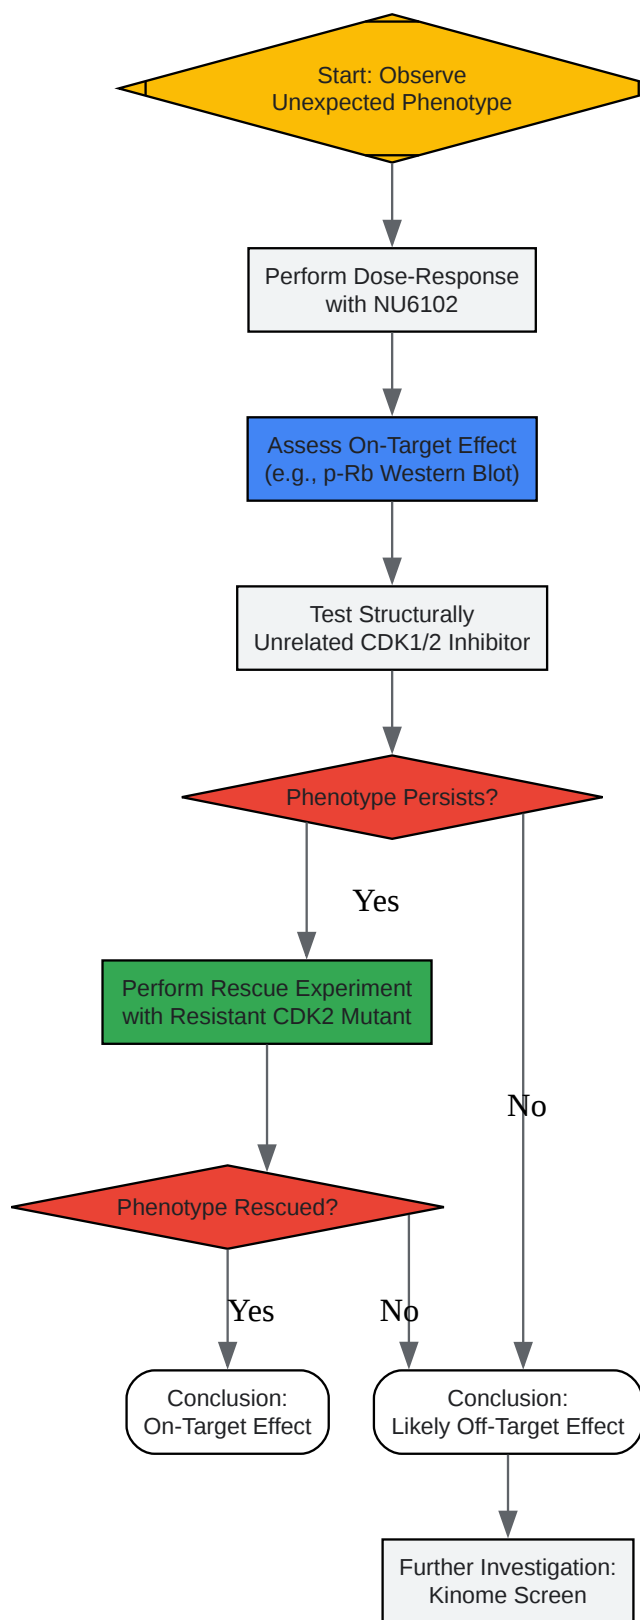 Start: Observe
Unexpected Phenotype
Perform Dose-Response
with NU6102
Assess On-Target Effect
(e.g., p-Rb Western Blot)
Test Structurally
Unrelated CDK1/2 Inhibitor
Phenotype Persists?
Yes
Perform Rescue Experiment
with Resistant CDK2 Mutant
No
Phenotype Rescued?
Yes
No
Conclusion:
On-Target Effect
Conclusion:
Likely Off-Target Effect
Further Investigation:
Kinome Screen